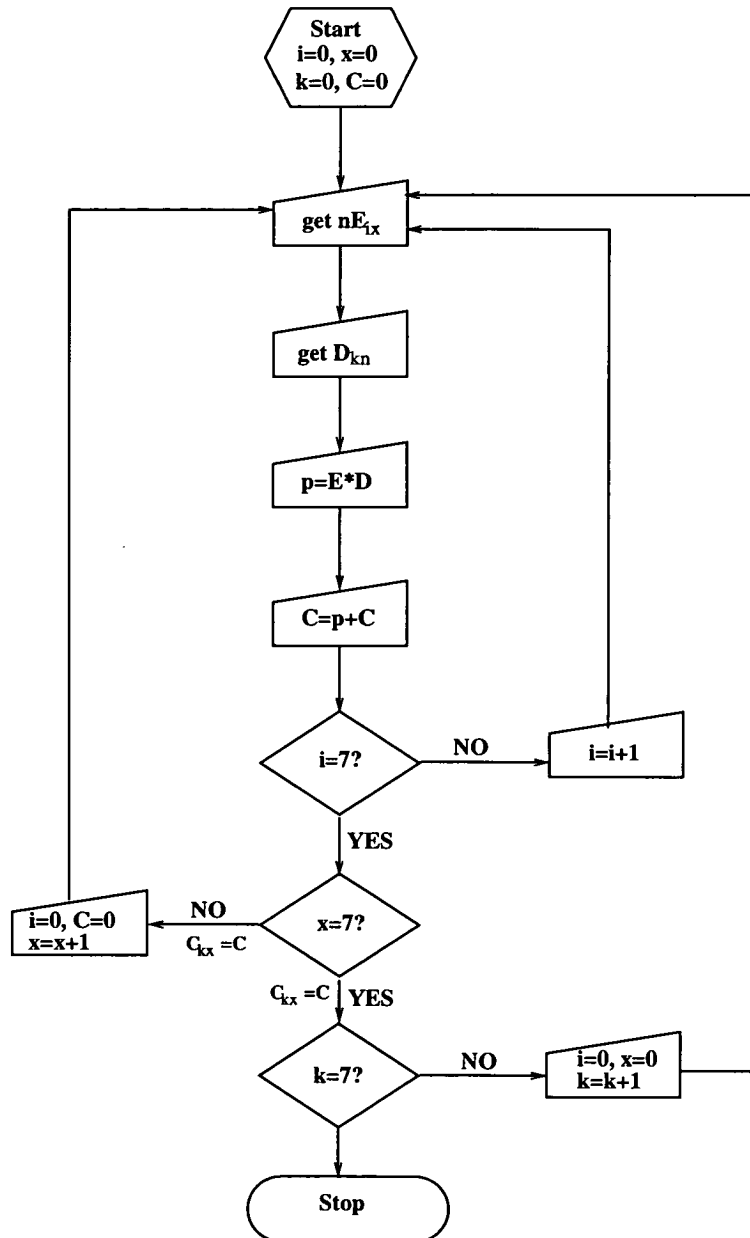 Start
i=0, x=0
k=0, C=0
get nE_ix
get D_kn
p=E*D
C=p+C
i=7?
NO
i=i+1
YES
i=0, C=0
x=x+1
NO
C_kx =C
x=7?
C_kx =C
YES
k=7?
NO
i=0, x=0
k=k+1
Stop